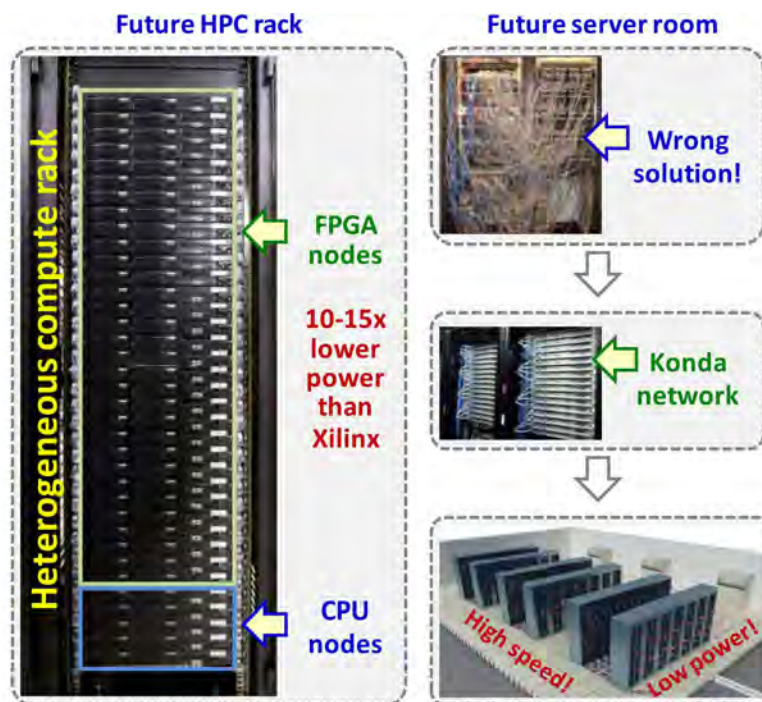 Future HPC rack
Heterogeneous compute rack
FPGA
nodes
10-15x
lower
power
than
Xilinx
CPU
nodes
Future server room
Wrong
solution!
Konda
network
High speed!
Low power!